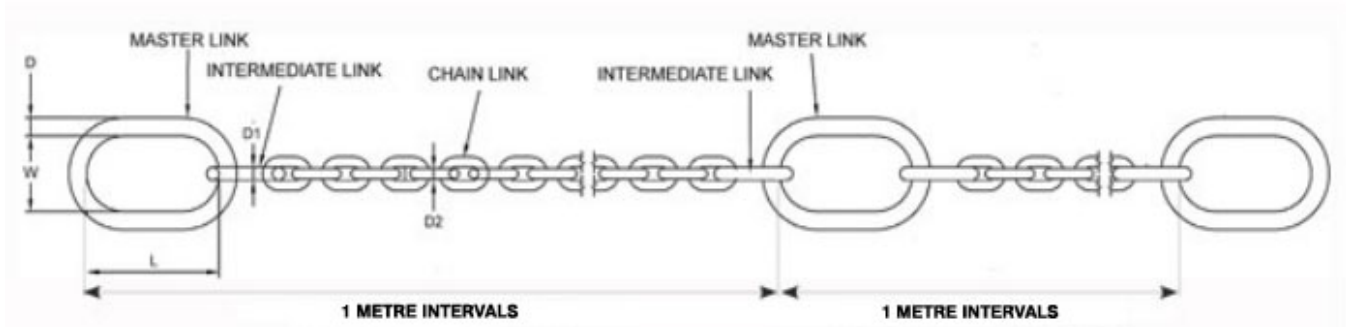 MASTER LINK
MASTER LINK
D
INTERMEDIATE LINK
CHAIN LINK
INTERMEDIATE LINK
D1
W
D2
L
1 METRE INTERVALS
1 METRE INTERVALS